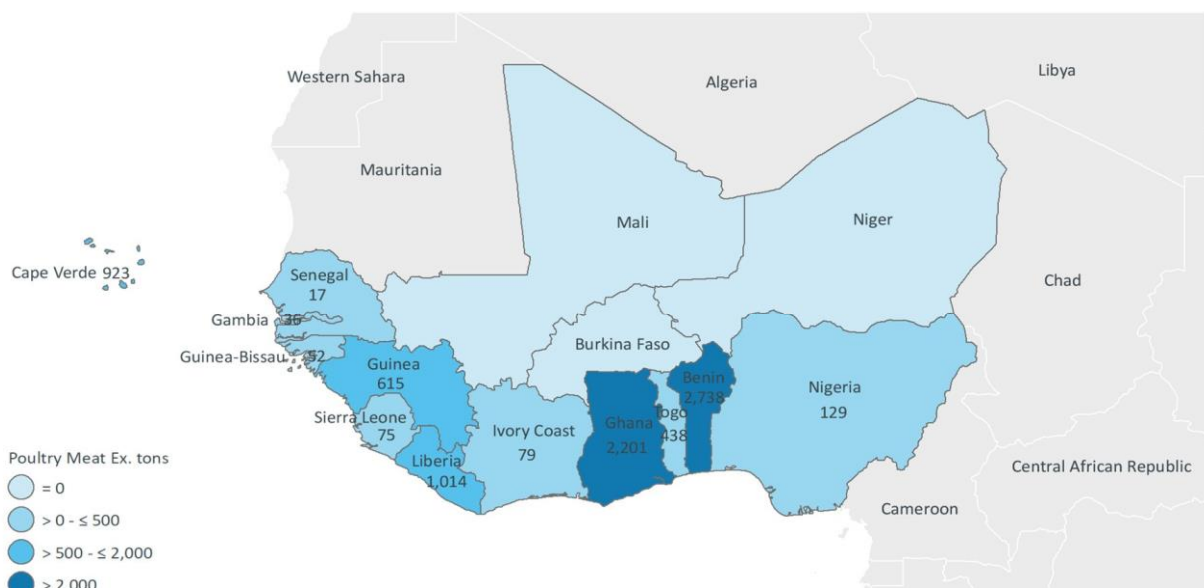 Western Sahara
Algeria
Libya
Mauritania
Mali
Niger
Cape Verde 923
Senegal
17
Chad
Gambia
Guinea-Bissau 52
Burkina Faso
Guinea
615
Benin
2,738
Nigeria
129
Sierra Leone
75
Ivory Coast
79
Ghana
2,201
Togo
438
Liberia
1,014
Central African Republic
Cameroon
Poultry Meat Ex. tons
= 0
> 0 - ≤ 500
> 500 - ≤ 2,000
> 2,000